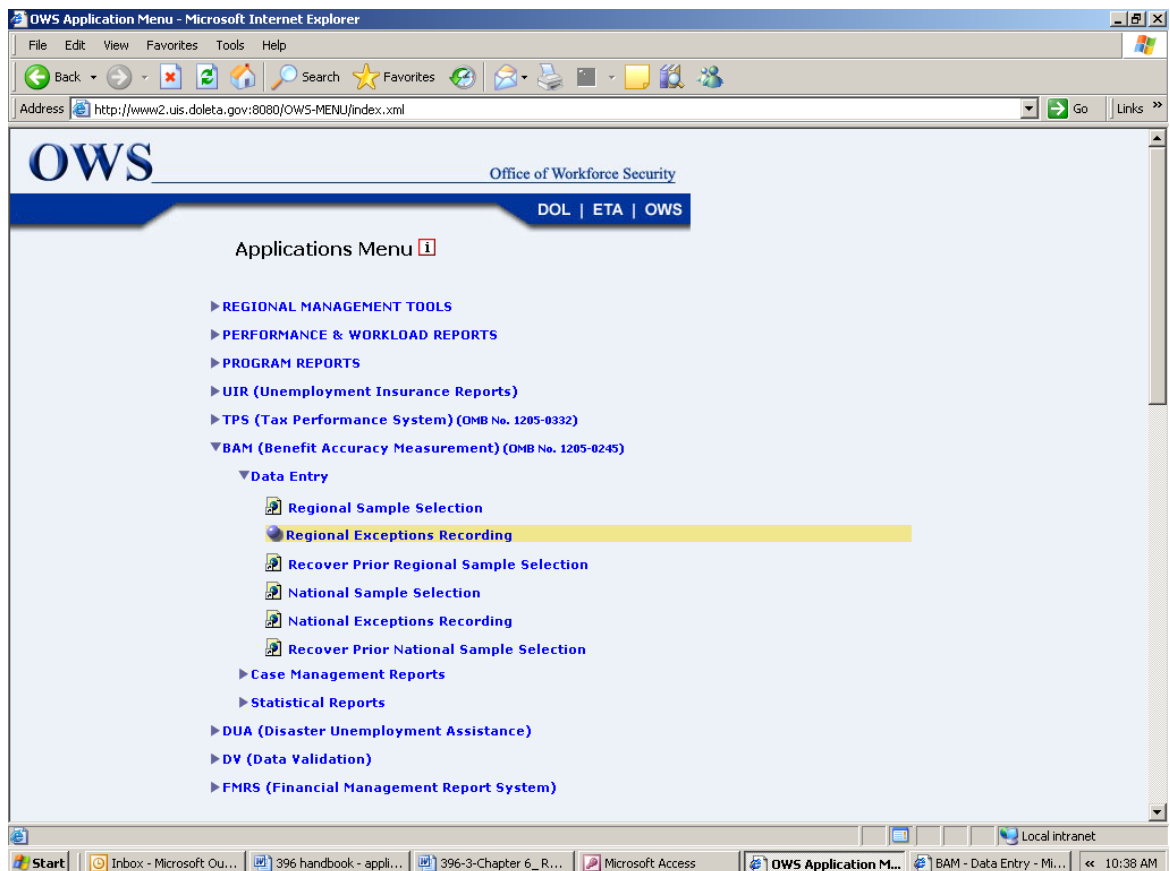 OWS Application Menu - Microsoft Internet Explorer
File Edit View Favorites Tools Help
Back Search Favorites
Address http://www2.uis.doleta.gov:8080/OWS-MENU/index.xml Go Links »
OWS
Office of Workforce Security
DOL | ETA | OWS
Applications Menu i
REGIONAL MANAGEMENT TOOLS
PERFORMANCE & WORKLOAD REPORTS
PROGRAM REPORTS
UIR (Unemployment Insurance Reports)
TPS (Tax Performance System) (OMB No. 1205-0332)
BAM (Benefit Accuracy Measurement) (OMB No. 1205-0245)
Data Entry
Regional Sample Selection
Regional Exceptions Recording
Recover Prior Regional Sample Selection
National Sample Selection
National Exceptions Recording
Recover Prior National Sample Selection
Case Management Reports
Statistical Reports
DUA (Disaster Unemployment Assistance)
DV (Data Validation)
FMRS (Financial Management Report System)
Local intranet
Start Inbox - Microsoft Ou... 396 handbook - appli... 396-3-Chapter 6_R... Microsoft Access OWS Application M... BAM - Data Entry - Mi... « 10:38 AM